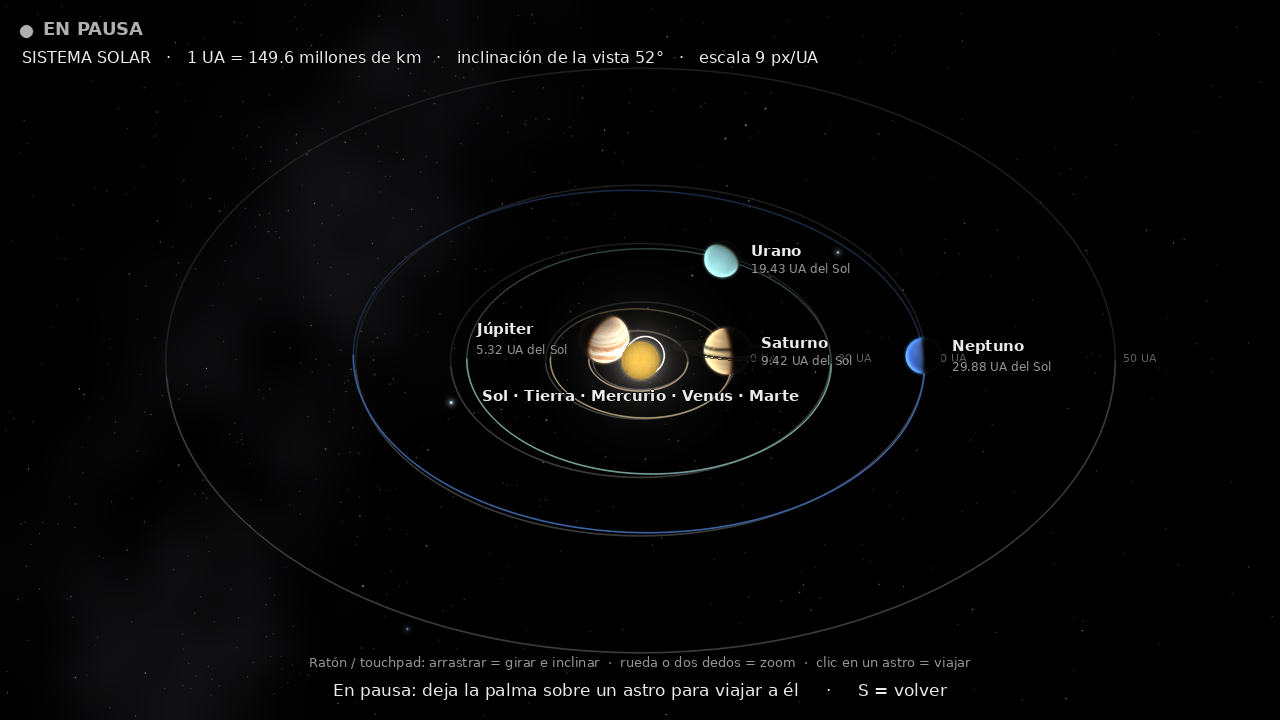 EN PAUSA
SISTEMA SOLAR · 1 UA = 149.6 millones de km · inclinación de la vista 52° · escala 9 px/UA
Urano
19.43 UA del Sol
Júpiter
5.32 UA del Sol
Saturno
9.42 UA del Sol
Neptuno
29.88 UA del Sol
50 UA
Sol · Tierra · Mercurio · Venus · Marte
Ratón / touchpad: arrastrar = girar e inclinar · rueda o dos dedos = zoom · clic en un astro = viajar
En pausa: deja la palma sobre un astro para viajar a él · S = volver